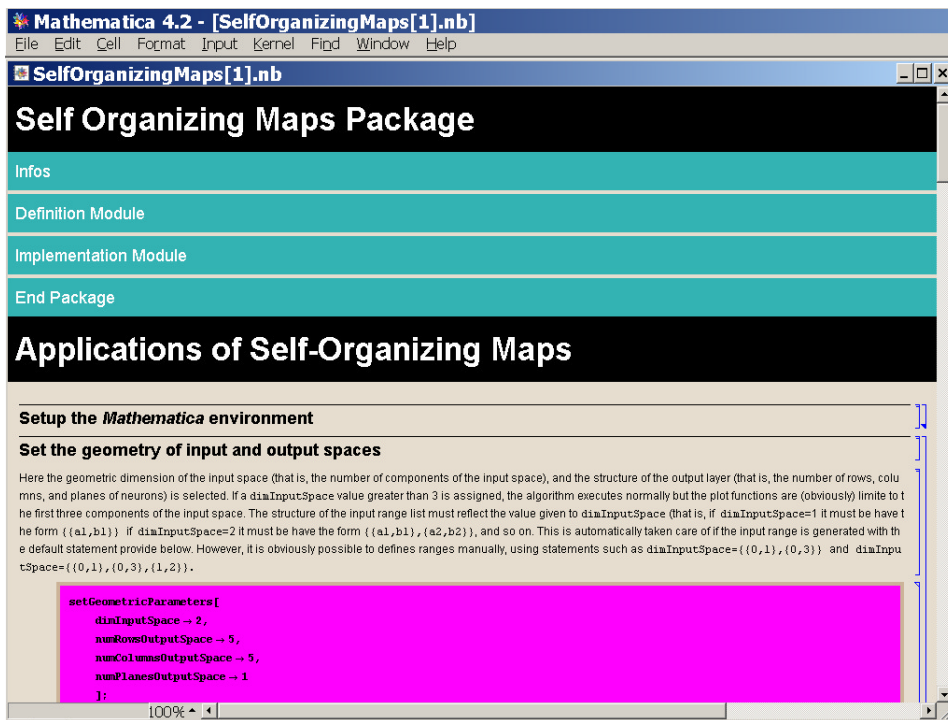 Mathematica 4.2 - [SelfOrganizingMaps[1].nb]
File Edit Cell Format Input Kernel Find Window Help
SelfOrganizingMaps[1].nb
Self Organizing Maps Package
Infos
Definition Module
Implementation Module
End Package
Applications of Self-Organizing Maps
Setup the Mathematica environment
Set the geometry of input and output spaces
Here the geometric dimension of the input space (that is, the number of components of the input space), and the structure of the output layer (that is, the number of rows, colu
mns, and planes of neurons) is selected. If a dimInputSpace value greater than 3 is assigned, the algorithm executes normally but the plot functions are (obviously) limite to t
he first three components of the input space. The structure of the input range list must reflect the value given to dimInputSpace (that is, if dimInputSpace=1 it must be have t
he form {{a1,b1}} if dimInputSpace=2 it must be have the form {{a1,b1},{a2,b2}}, and so on. This is automatically taken care of if the input range is generated with th
e default statement provide below. However, it is obviously possible to defines ranges manually, using statements such as dimInputSpace={{0,1},{0,3}} and dimInpu
tSpace={{0,1},{0,3},{1,2}}.
setGeometricParameters[
dimInputSpace → 2,
numRowsOutputSpace → 5,
numColumnsOutputSpace → 5,
numPlanesOutputSpace → 1
];
100%